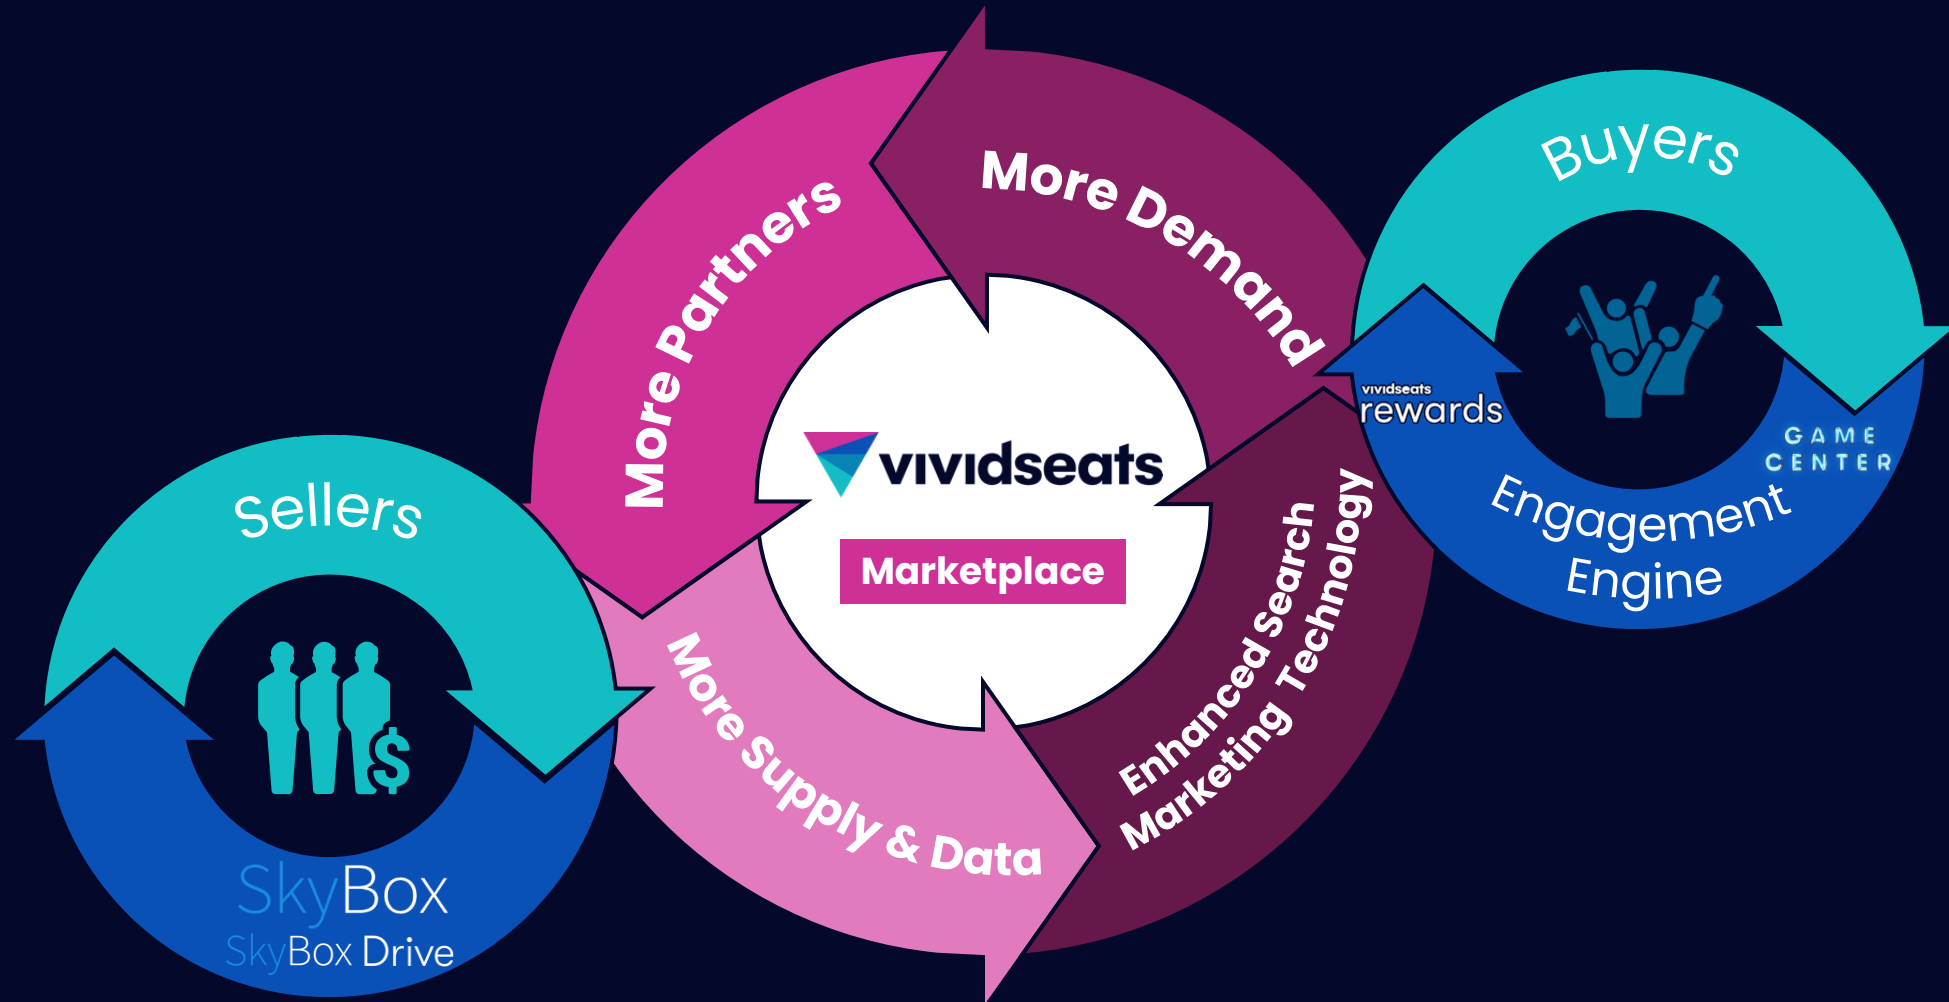 More Demand
More Partners
More Supply & Data
Enhanced Search
Marketing Technology
vividseats
Marketplace
Sellers
SkyBox
SkyBox Drive
Buyers
vividseats
rewards
GAME
CENTER
Engagement
Engine